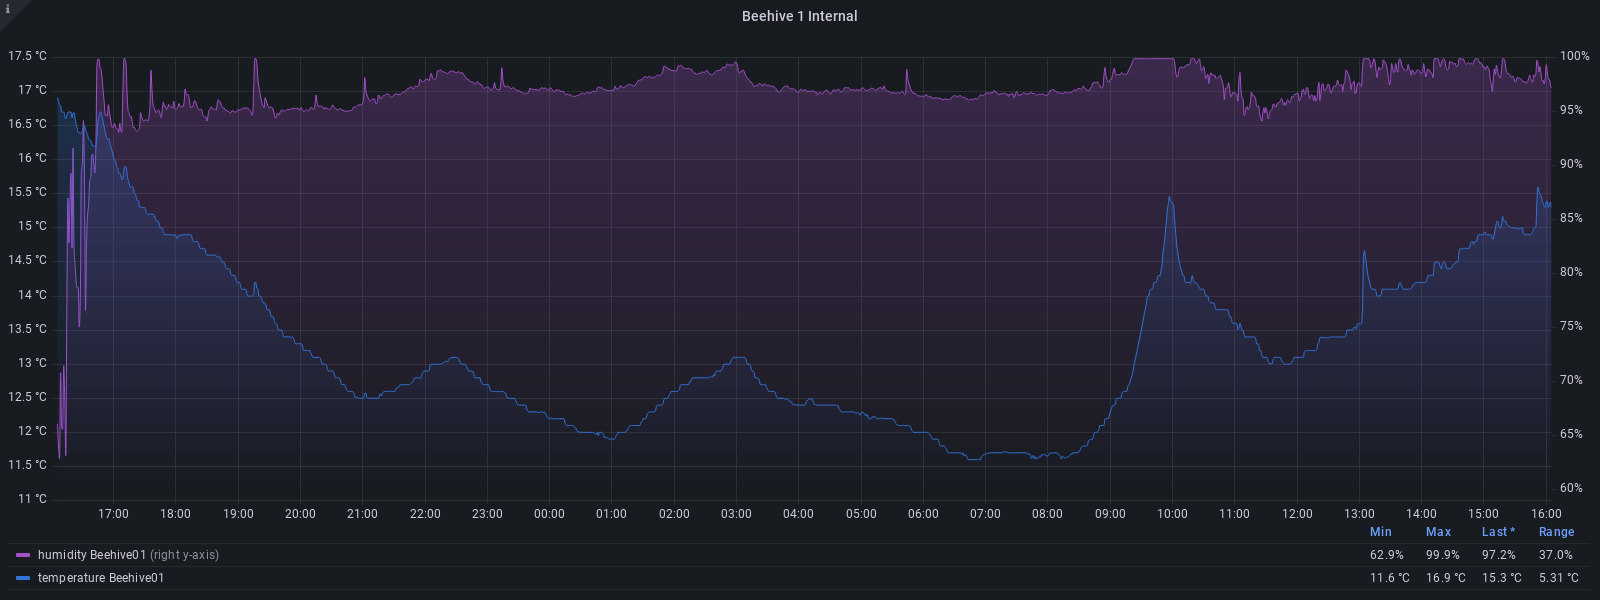 i
Beehive 1 Internal
17.5 °C 100%
17 °C 95%
16.5 °C 90%
16 °C 85%
15.5 °C 80%
15 °C 75%
14.5 °C 70%
14 °C 65%
13.5 °C 60%
13 °C
12.5 °C
12 °C
11.5 °C
11 °C
17:00 18:00 19:00 20:00 21:00 22:00 23:00 00:00 01:00 02:00 03:00 04:00 05:00 06:00 07:00 08:00 09:00 10:00 11:00 12:00 13:00 14:00 15:00 16:00
Min Max Last * Range
humidity Beehive01 (right y-axis) 62.9% 99.9% 97.2% 37.0%
temperature Beehive01 11.6 °C 16.9 °C 15.3 °C 5.31 °C